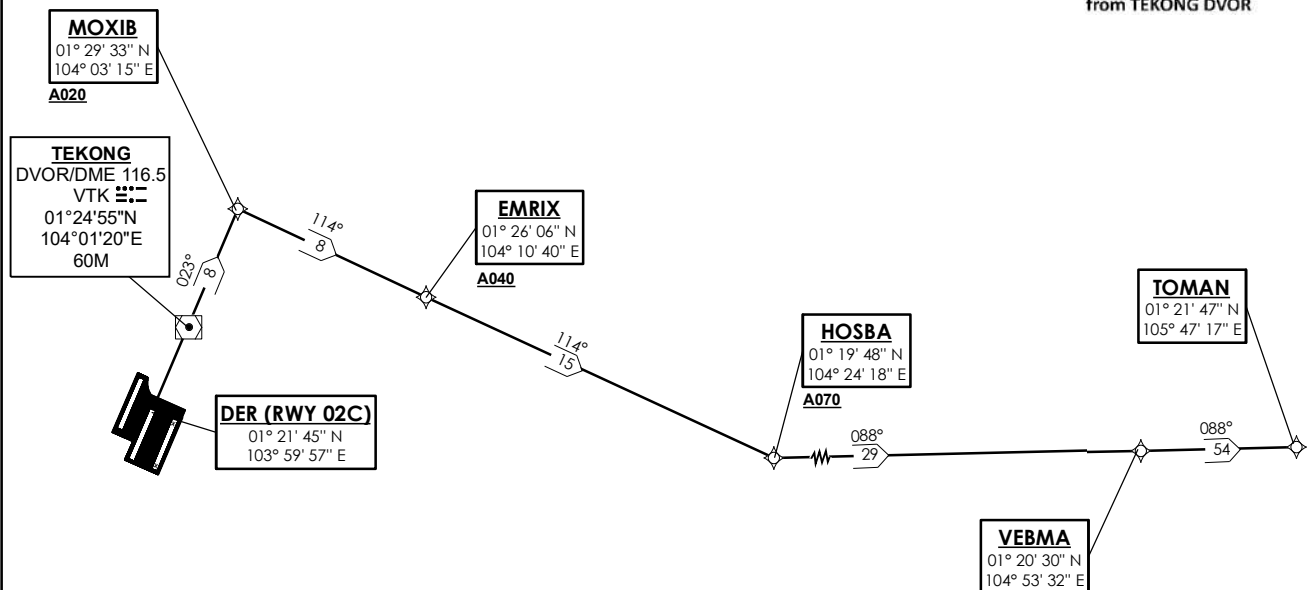 from TEKONG DVOR
MOXIB
01° 29' 33" N
104° 03' 15" E
A020
TEKONG
DVOR/DME 116.5
VTK
01°24'55"N
104°01'20"E
60M
023°
8
114°
8
EMRIX
01° 26' 06" N
104° 10' 40" E
A040
114°
15
HOSBA
01° 19' 48" N
104° 24' 18" E
A070
TOMAN
01° 21' 47" N
105° 47' 17" E
DER (RWY 02C)
01° 21' 45" N
103° 59' 57" E
088°
29
088°
54
VEBMA
01° 20' 30" N
104° 53' 32" E